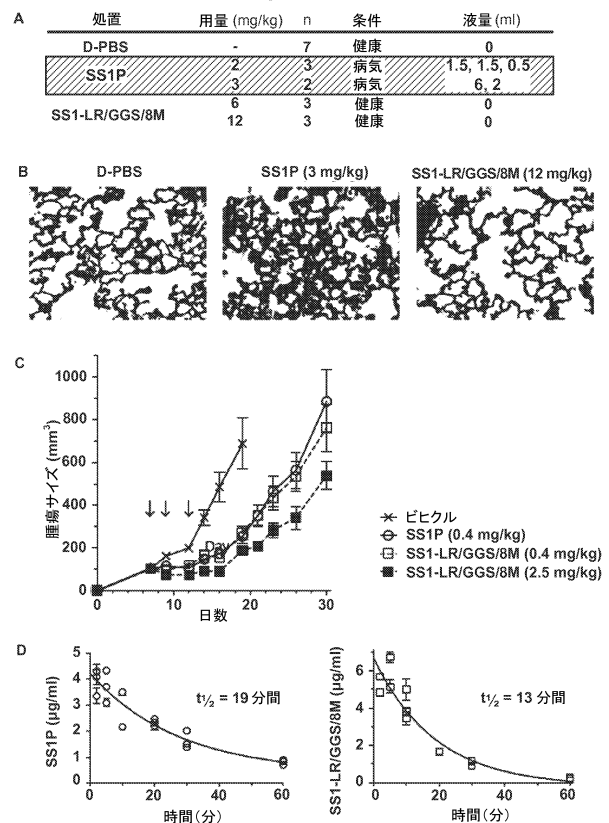 A
処置 用量 (mg/kg) n 条件 液量 (ml)
D-PBS - 7 健康 0
SS1P 2 3 病気 1.5, 1.5, 0.5
3 2 病気 6, 2
SS1-LR/GGS/8M 6 3 健康 0
12 3 健康 0
B
D-PBS SS1P (3 mg/kg) SS1-LR/GGS/8M (12 mg/kg)
C
腫瘍サイズ (mm³)
1000
800
600
400
200
0
Day
0 10 20 30
日数
ビヒクル
SS1P (0.4 mg/kg)
SS1-LR/GGS/8M (0.4 mg/kg)
SS1-LR/GGS/8M (2.5 mg/kg)
D
SS1P (μg/ml)
5
4
3
2
1
0
t½ = 19 分間
0 20 40 60
時間 (分)
SS1-LR/GGS/8M (μg/ml)
6
4
2
0
t½ = 13 分間
0 20 40 60
時間 (分)